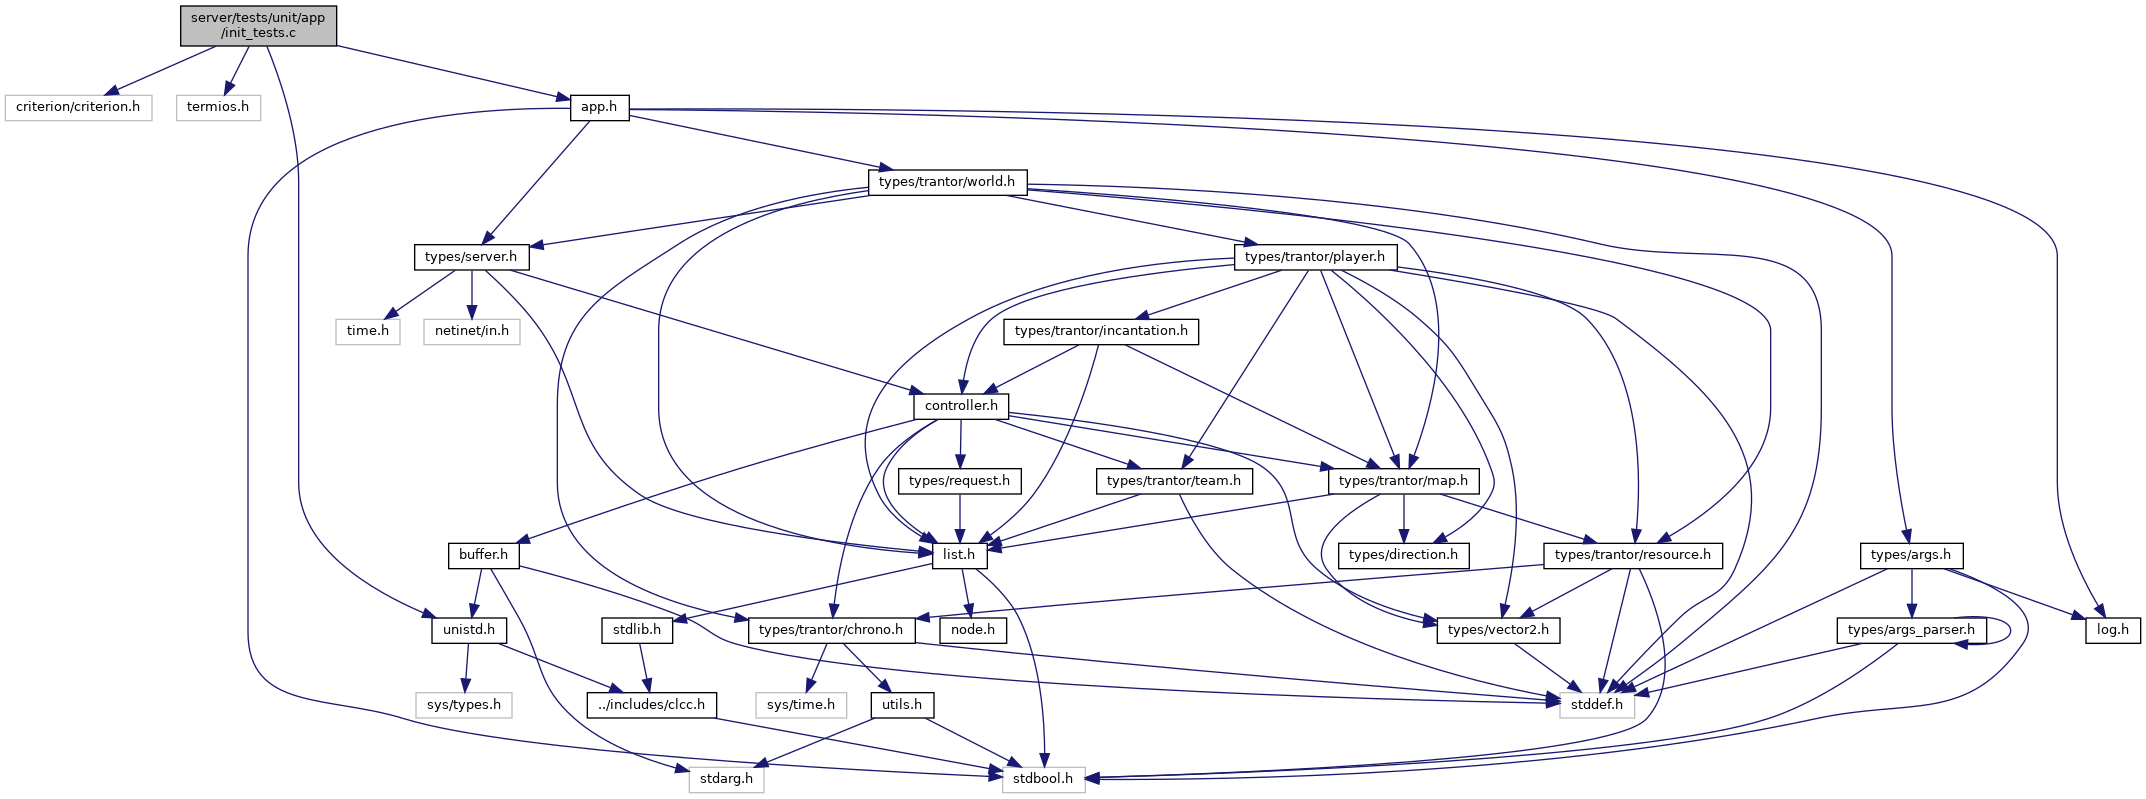 server/tests/unit/app
/init_tests.c
criterion/criterion.h
termios.h
app.h
types/trantor/world.h
types/server.h
types/trantor/player.h
time.h
netinet/in.h
types/trantor/incantation.h
controller.h
types/request.h
types/trantor/team.h
types/trantor/map.h
buffer.h
list.h
types/direction.h
types/trantor/resource.h
types/args.h
unistd.h
stdlib.h
types/trantor/chrono.h
node.h
types/vector2.h
types/args_parser.h
log.h
sys/types.h
../includes/clcc.h
sys/time.h
utils.h
stddef.h
stdarg.h
stdbool.h